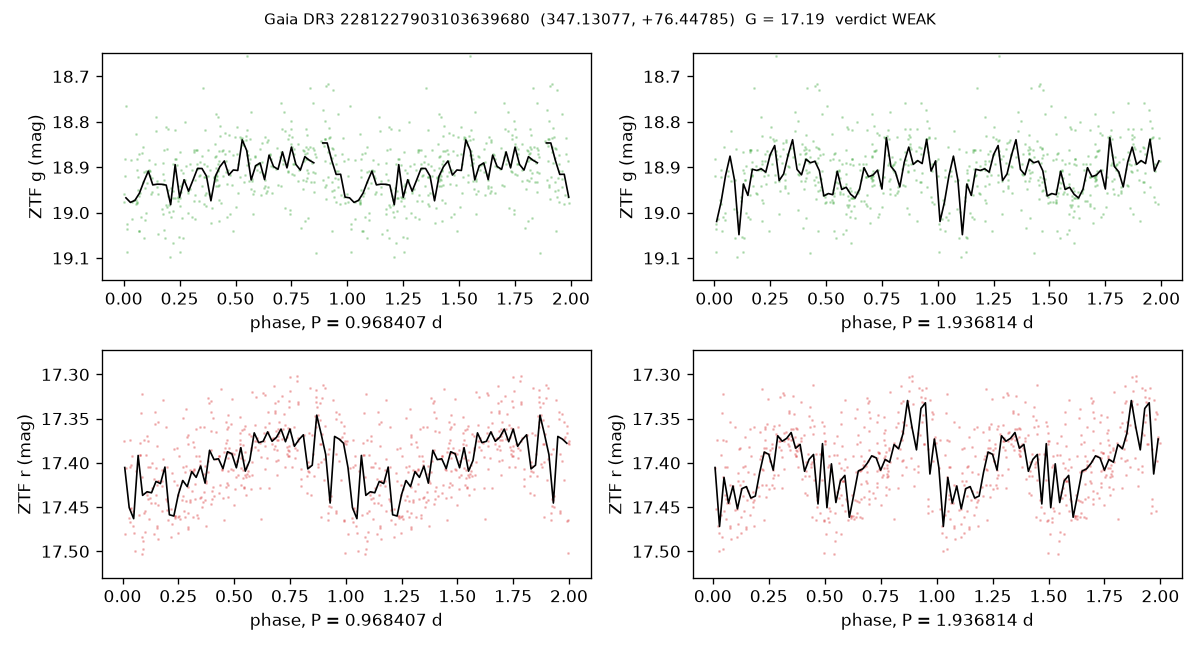 Gaia DR3 2281227903103639680 (347.13077, +76.44785) G = 17.19 verdict WEAK
ZTF g (mag)
18.7
18.8
18.9
19.0
19.1
0.00 0.25 0.50 0.75 1.00 1.25 1.50 1.75 2.00
phase, P = 0.968407 d
ZTF g (mag)
18.7
18.8
18.9
19.0
19.1
0.00 0.25 0.50 0.75 1.00 1.25 1.50 1.75 2.00
phase, P = 1.936814 d
ZTF r (mag)
17.30
17.35
17.40
17.45
17.50
0.00 0.25 0.50 0.75 1.00 1.25 1.50 1.75 2.00
phase, P = 0.968407 d
ZTF r (mag)
17.30
17.35
17.40
17.45
17.50
0.00 0.25 0.50 0.75 1.00 1.25 1.50 1.75 2.00
phase, P = 1.936814 d